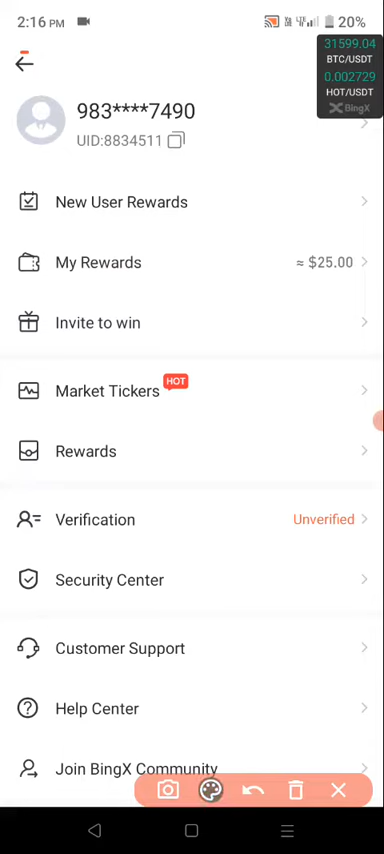 2:16 PM 20%
31599.04
BTC/USDT
0.002729
HOT/USDT
BingX
983****7490
UID:8834511
New User Rewards
My Rewards ≈ $25.00
Invite to win
Market Tickers HOT
Rewards
Verification Unverified
Security Center
Customer Support
Help Center
Join BingX Community